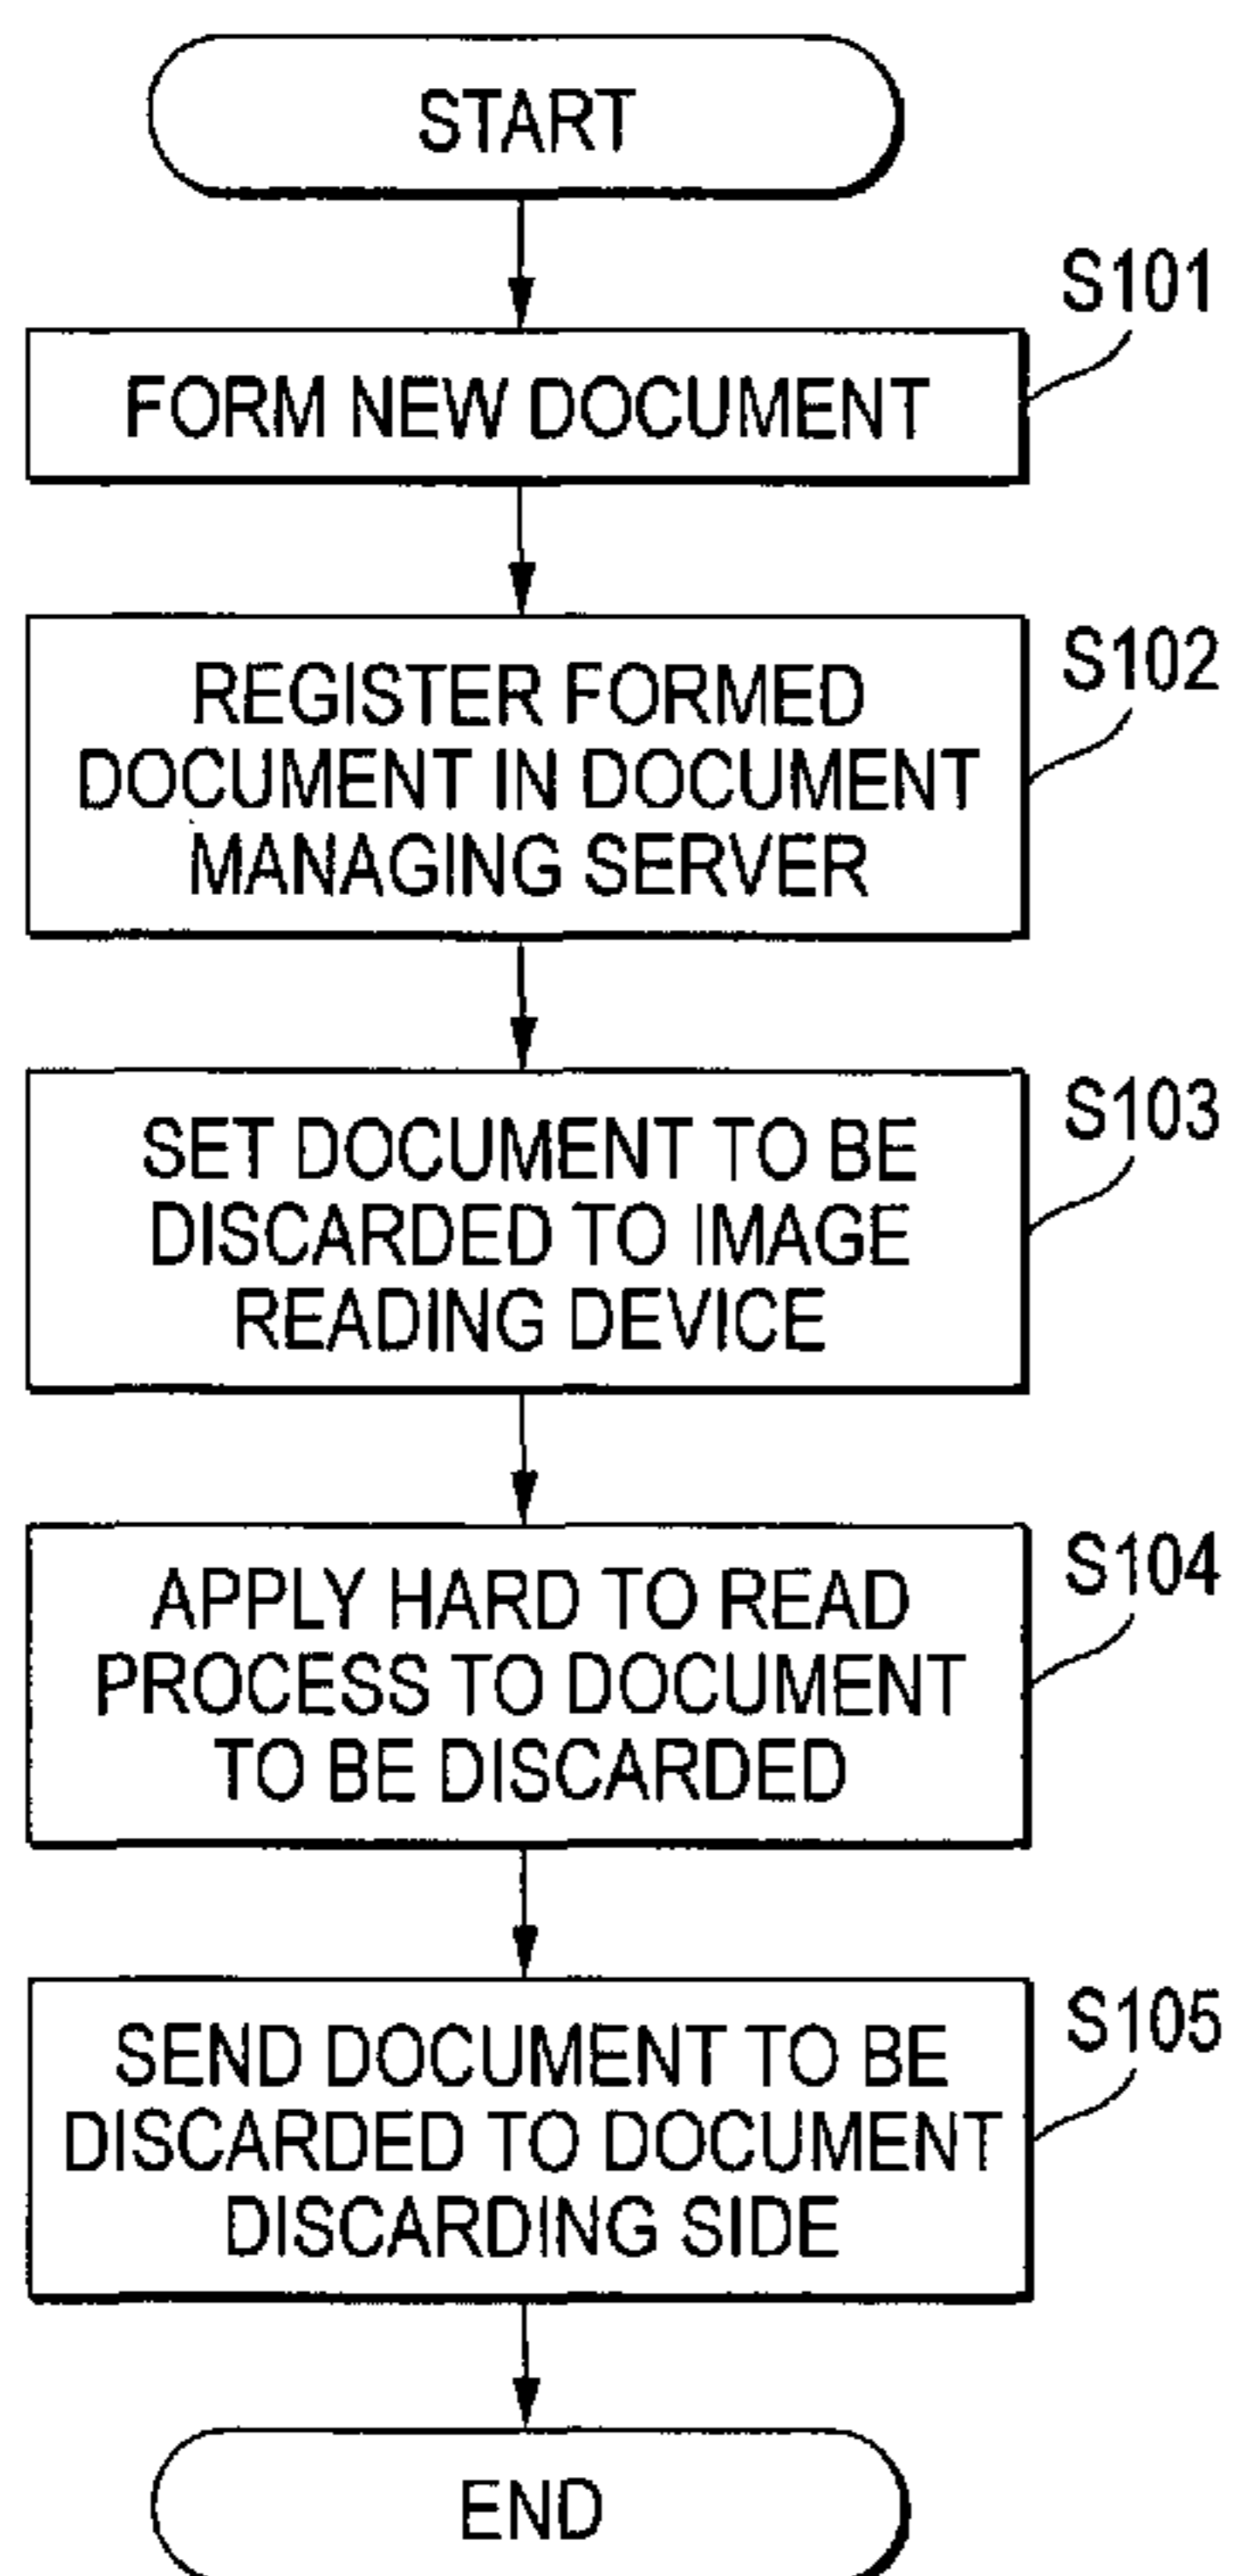 START
S101
FORM NEW DOCUMENT
S102
REGISTER FORMED
DOCUMENT IN DOCUMENT
MANAGING SERVER
S103
SET DOCUMENT TO BE
DISCARDED TO IMAGE
READING DEVICE
S104
APPLY HARD TO READ
PROCESS TO DOCUMENT
TO BE DISCARDED
S105
SEND DOCUMENT TO BE
DISCARDED TO DOCUMENT
DISCARDING SIDE
END